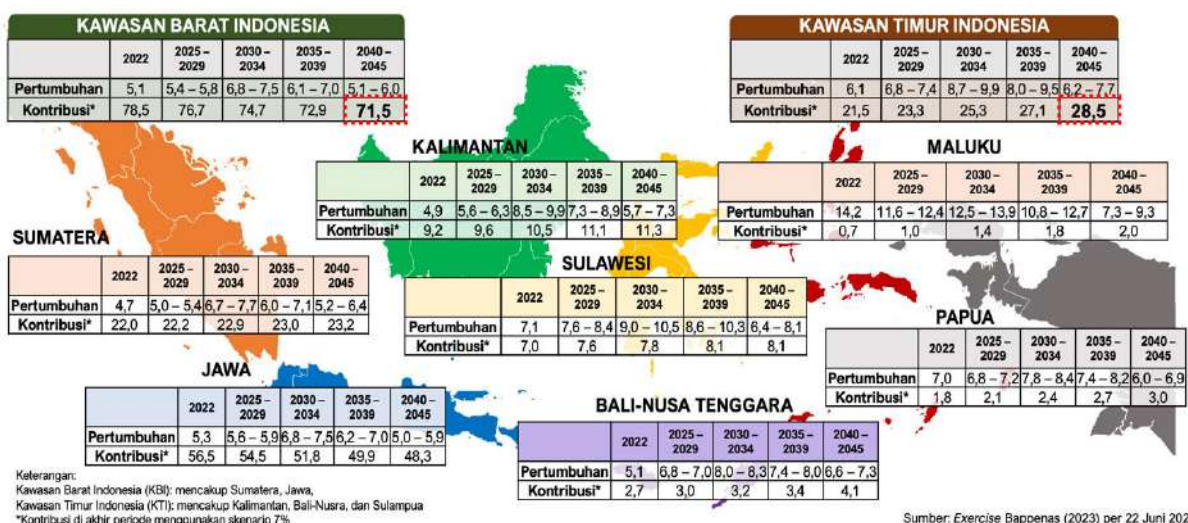 KAWASAN BARAT INDONESIA
2022 2025 – 2029 2030 – 2034 2035 – 2039 2040 – 2045
Pertumbuhan 5,1 5,4 – 5,8 6,8 – 7,5 6,1 – 7,0 5,1 – 6,0
Kontribusi* 78,5 76,7 74,7 72,9 71,5
KAWASAN TIMUR INDONESIA
2022 2025 – 2029 2030 – 2034 2035 – 2039 2040 – 2045
Pertumbuhan 6,1 6,8 – 7,4 8,7 – 9,9 8,0 – 9,5 6,2 – 7,7
Kontribusi* 21,5 23,3 25,3 27,1 28,5
KALIMANTAN
2022 2025 – 2029 2030 – 2034 2035 – 2039 2040 – 2045
Pertumbuhan 4,9 5,6 – 6,3 8,5 – 9,9 7,3 – 8,9 5,7 – 7,3
Kontribusi* 9,2 9,6 10,5 11,1 11,3
MALUKU
2022 2025 – 2029 2030 – 2034 2035 – 2039 2040 – 2045
Pertumbuhan 14,2 11,6 – 12,4 12,5 – 13,9 10,8 – 12,7 7,3 – 9,3
Kontribusi* 0,7 1,0 1,4 1,8 2,0
SUMATERA
2022 2025 – 2029 2030 – 2034 2035 – 2039 2040 – 2045
Pertumbuhan 4,7 5,0 – 5,4 6,7 – 7,7 6,0 – 7,1 5,2 – 6,4
Kontribusi* 22,0 22,2 22,9 23,0 23,2
SULAWESI
2022 2025 – 2029 2030 – 2034 2035 – 2039 2040 – 2045
Pertumbuhan 7,1 7,6 – 8,4 9,0 – 10,5 8,6 – 10,3 6,4 – 8,1
Kontribusi* 7,0 7,6 7,8 8,1 8,1
PAPUA
2022 2025 – 2029 2030 – 2034 2035 – 2039 2040 – 2045
Pertumbuhan 7,0 6,8 – 7,2 7,8 – 8,4 7,4 – 8,2 6,0 – 6,9
Kontribusi* 1,8 2,1 2,4 2,7 3,0
JAWA
2022 2025 – 2029 2030 – 2034 2035 – 2039 2040 – 2045
Pertumbuhan 5,3 5,6 – 5,9 6,8 – 7,5 6,2 – 7,0 5,0 – 5,9
Kontribusi* 56,5 54,5 51,8 49,9 48,3
BALI-NUSA TENGGARA
2022 2025 – 2029 2030 – 2034 2035 – 2039 2040 – 2045
Pertumbuhan 5,1 6,8 – 7,0 8,0 – 8,3 7,4 – 8,0 6,6 – 7,3
Kontribusi* 2,7 3,0 3,2 3,4 4,1
Keterangan:
Kawasan Barat Indonesia (KBI): mencakup Sumatera, Jawa,
Kawasan Timur Indonesia (KTI): mencakup Kalimantan, Bali-Nusra, dan Sulampua
*Kontribusi di akhir periode menggunakan skenario 7%
Sumber: Exercise Bappenas (2023) per 22 Juni 202